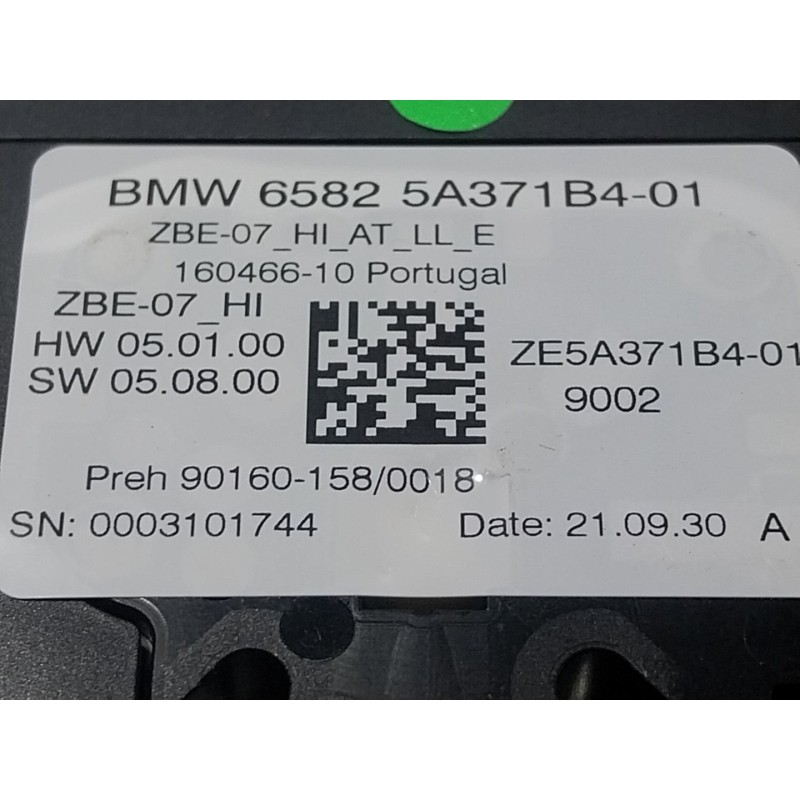 BMW 6582 5A371B4-01
ZBE-07_HI_AT_LL_E
160466-10 Portugal
ZBE-07_HI
HW 05.01.00
SW 05.08.00
ZE5A371B4-01
9002
Preh 90160-158/0018
SN: 0003101744
Date: 21.09.30 A